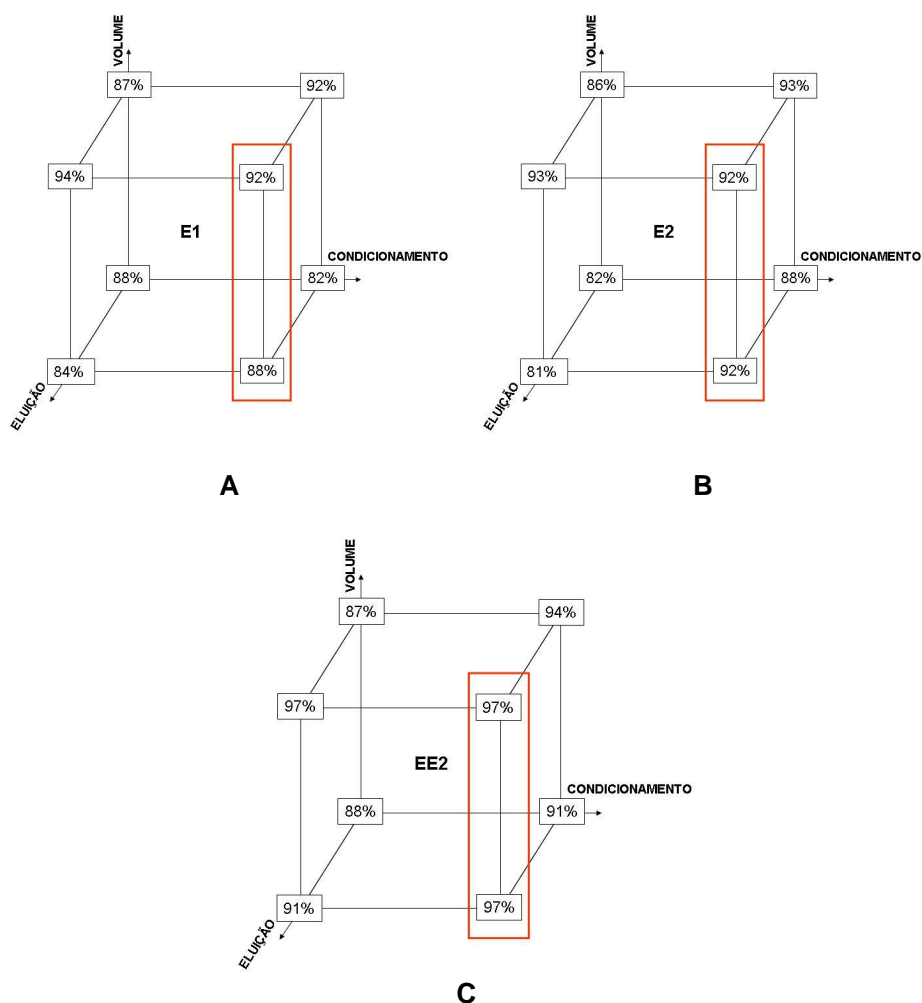 VOLUME
87%
92%
94%
92%
E1
CONDICIONAMENTO
88%
82%
84%
88%
ELUIÇÃO
A
VOLUME
86%
93%
93%
92%
E2
CONDICIONAMENTO
82%
88%
81%
92%
ELUIÇÃO
B
VOLUME
87%
94%
97%
97%
EE2
CONDICIONAMENTO
88%
91%
91%
97%
ELUIÇÃO
C